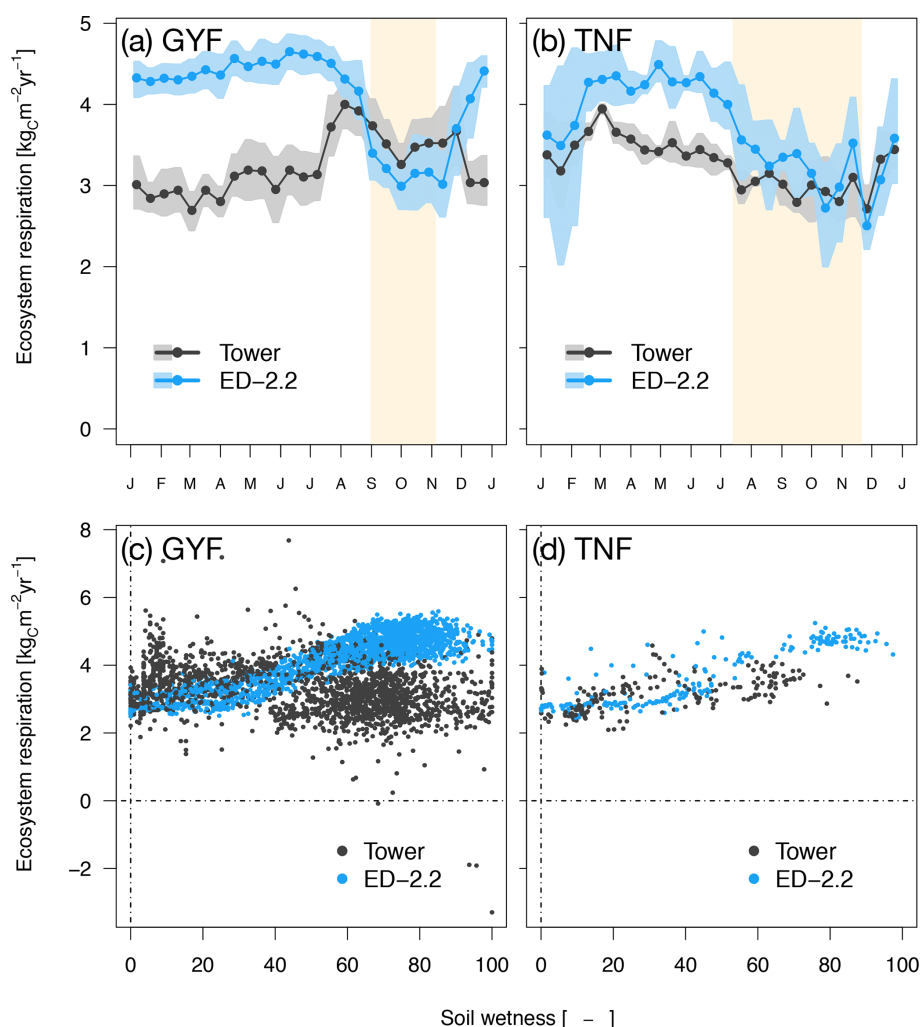 (a) GYF
(b) TNF
Ecosystem respiration [kgCm−2yr−1]
5
4
3
2
1
0
Tower
ED−2.2
Tower
ED−2.2
J F M A M J J A S O N D J
J F M A M J J A S O N D J
(c) GYF
(d) TNF
Ecosystem respiration [kgCm−2yr−1]
8
6
4
2
0
−2
Tower
ED−2.2
Tower
ED−2.2
0 20 40 60 80 100
0 20 40 60 80 100
Soil wetness [ − ]